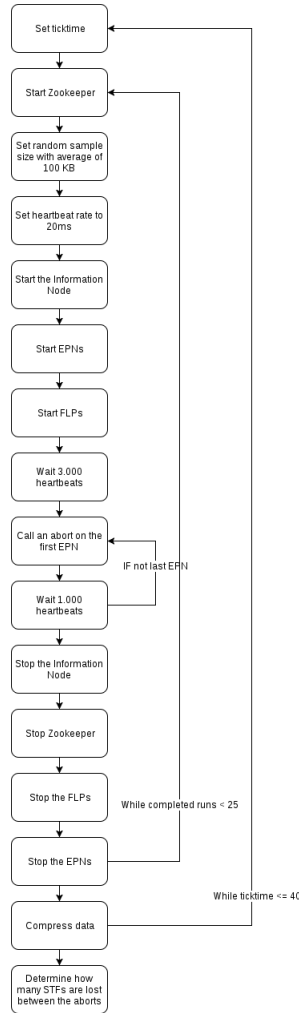 Set ticktime
Start Zookeeper
Set random sample
size with average of
100 KB
Set heartbeat rate to
20ms
Start the Information
Node
Start EPNs
Start FLPs
Wait 3.000
heartbeats
Call an abort on the
first EPN
IF not last EPN
Wait 1.000
heartbeats
Stop the Information
Node
Stop Zookeeper
Stop the FLPs
While completed runs < 25
Stop the EPNs
While ticktime <= 40
Compress data
Determine how
many STFs are lost
between the aborts